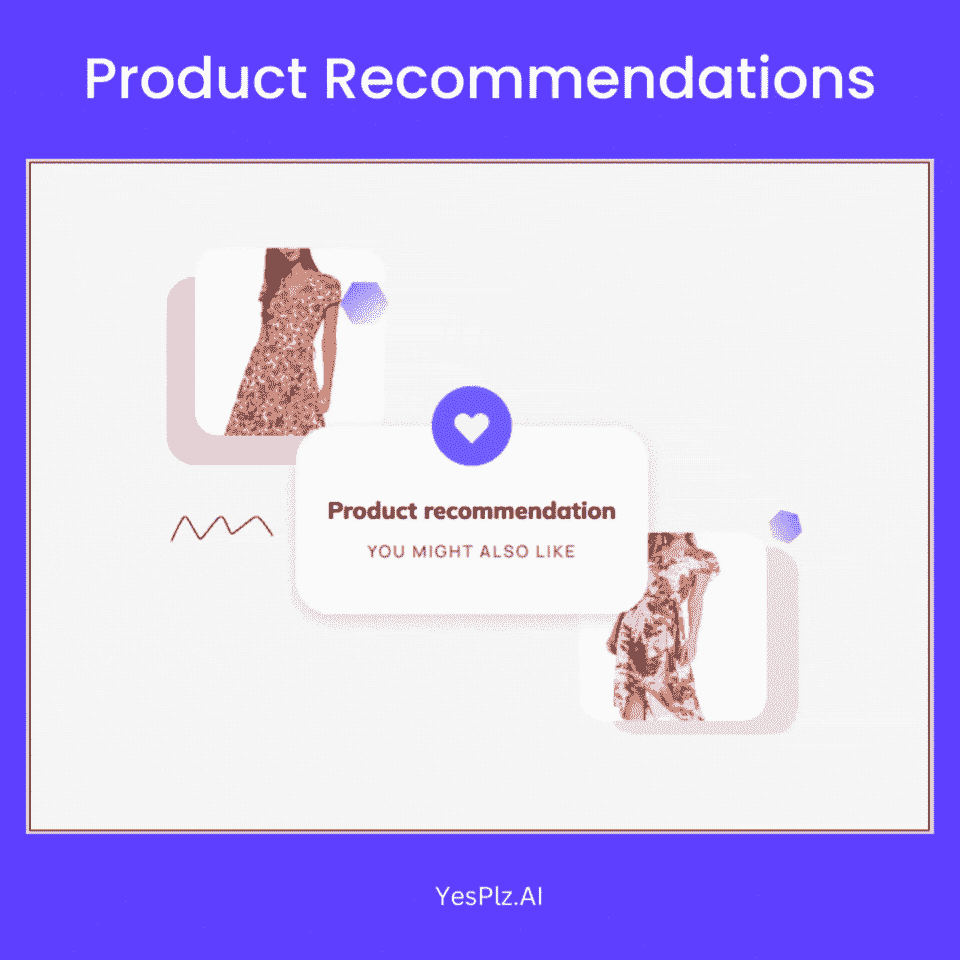 Product Recommendations
Product recommendation
YOU MIGHT ALSO LIKE
YesPlz.AI